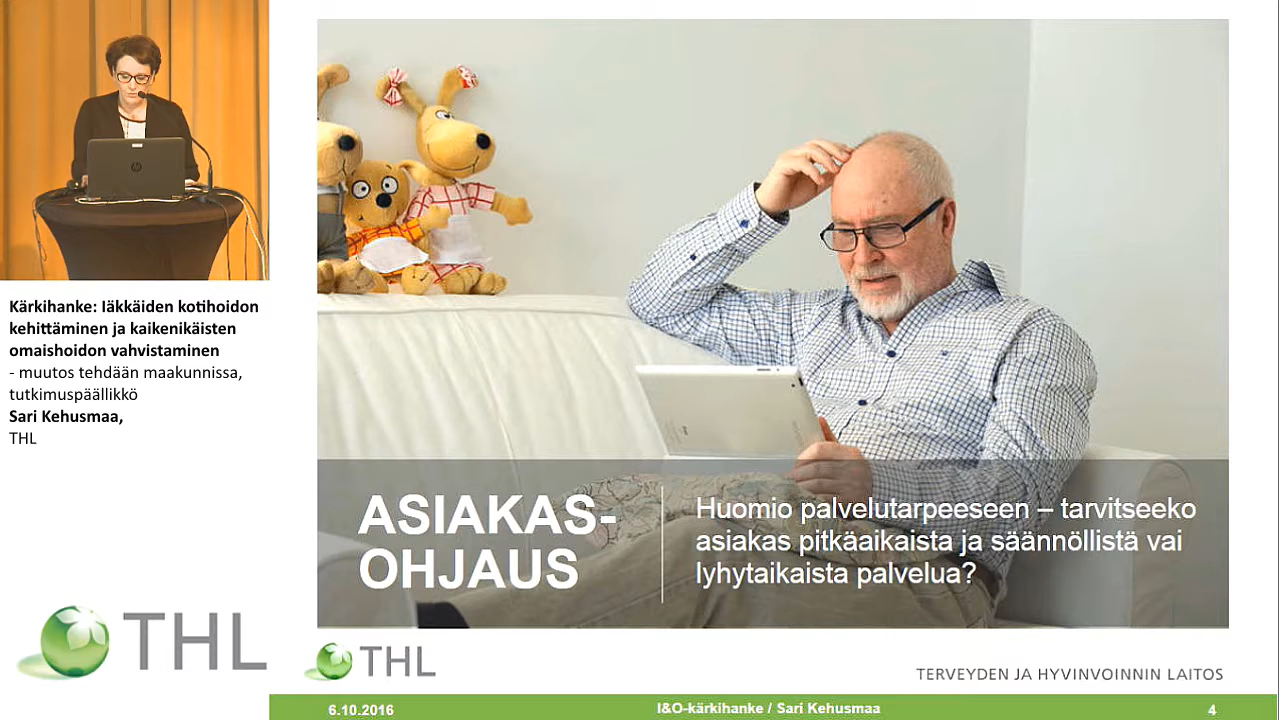 Kärkihanke: Iäkkäiden kotihoidon
kehittäminen ja kaikenikäisten
omaishoidon vahvistaminen
- muutos tehdään maakunnissa,
tutkimuspäällikkö
Sari Kehusmaa,
THL
THL
ASIAKAS-
OHJAUS
Huomio palvelutarpeeseen – tarvitseeko
asiakas pitkäaikaista ja säännöllistä vai
lyhytaikaista palvelua?
THL
TERVEYDEN JA HYVINVOINNIN LAITOS
6.10.2016
I&O-kärkihanke / Sari Kehusmaa
4